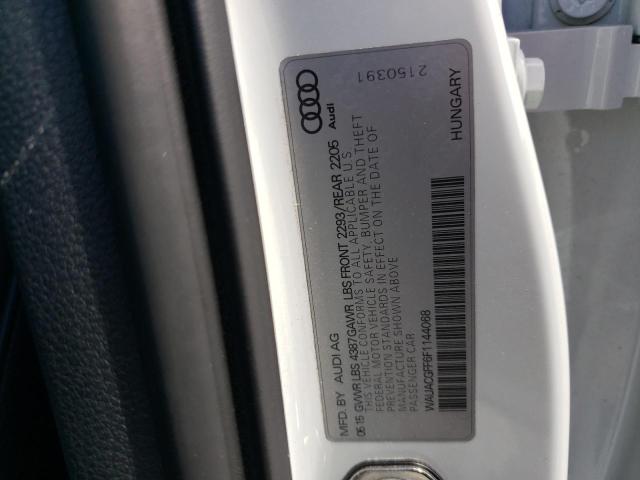 MFD. BY AUDI AG
05 15 GVWR LBS 4387 GAWR LBS FRONT 2293/REAR 2205
THIS VEHICLE CONFORMS TO ALL APPLICABLE U S
FEDERAL MOTOR VEHICLE SAFETY, BUMPER AND THEFT
PREVENTION STANDARDS IN EFFECT ON THE DATE OF
MANUFACTURE SHOWN ABOVE
PASSENGER CAR
WAUACGFF6F1144068
Audi
HUNGARY
2150391